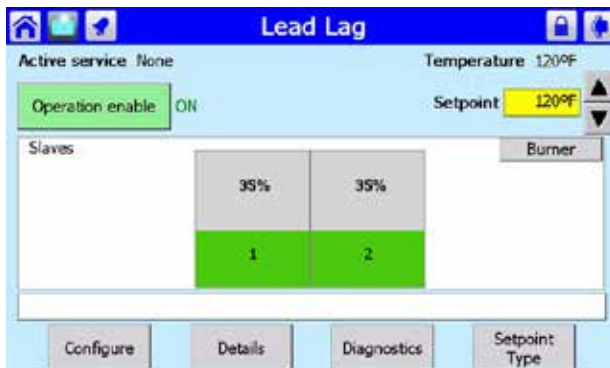 Lead Lag
Active service None
Temperature 120ºF
Operation enable ON
Setpoint 120ºF
Slaves
Burner
35% 35%
1 2
Configure Details Diagnostics Setpoint Type